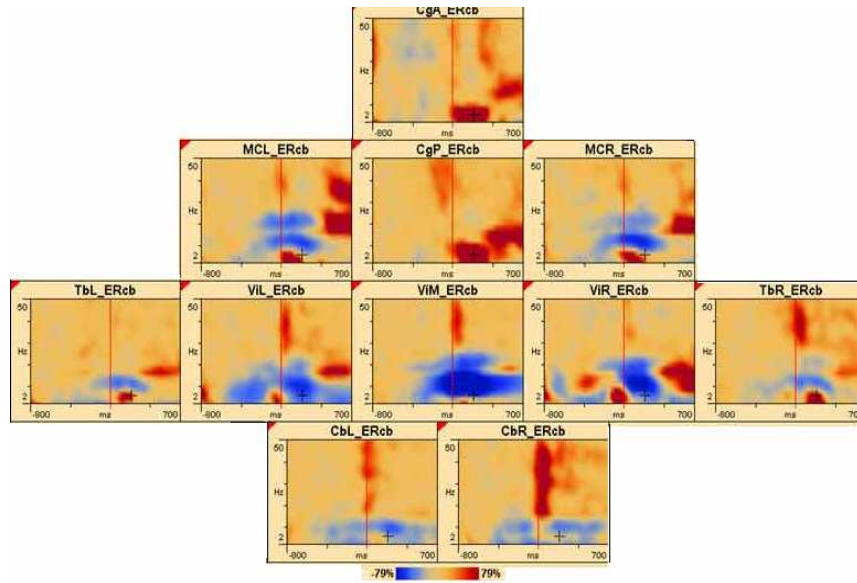 CgA_ERcb
50
Hz
2
-800 ms 700
MCL_ERcb CgP_ERcb MCR_ERcb
50 50 50
Hz Hz Hz
2 2 2
-800 ms 700 -800 ms 700 -800 ms 700
TbL_ERcb ViL_ERcb ViM_ERcb ViR_ERcb TbR_ERcb
50 50 50 50 50
Hz Hz Hz Hz Hz
2 2 2 2 2
-800 ms 700 -800 ms 700 -800 ms 700 -800 ms 700 -800 ms 700
CbL_ERcb CbR_ERcb
50 50
Hz Hz
2 2
-800 ms 700 -800 ms 700
-79% 79%